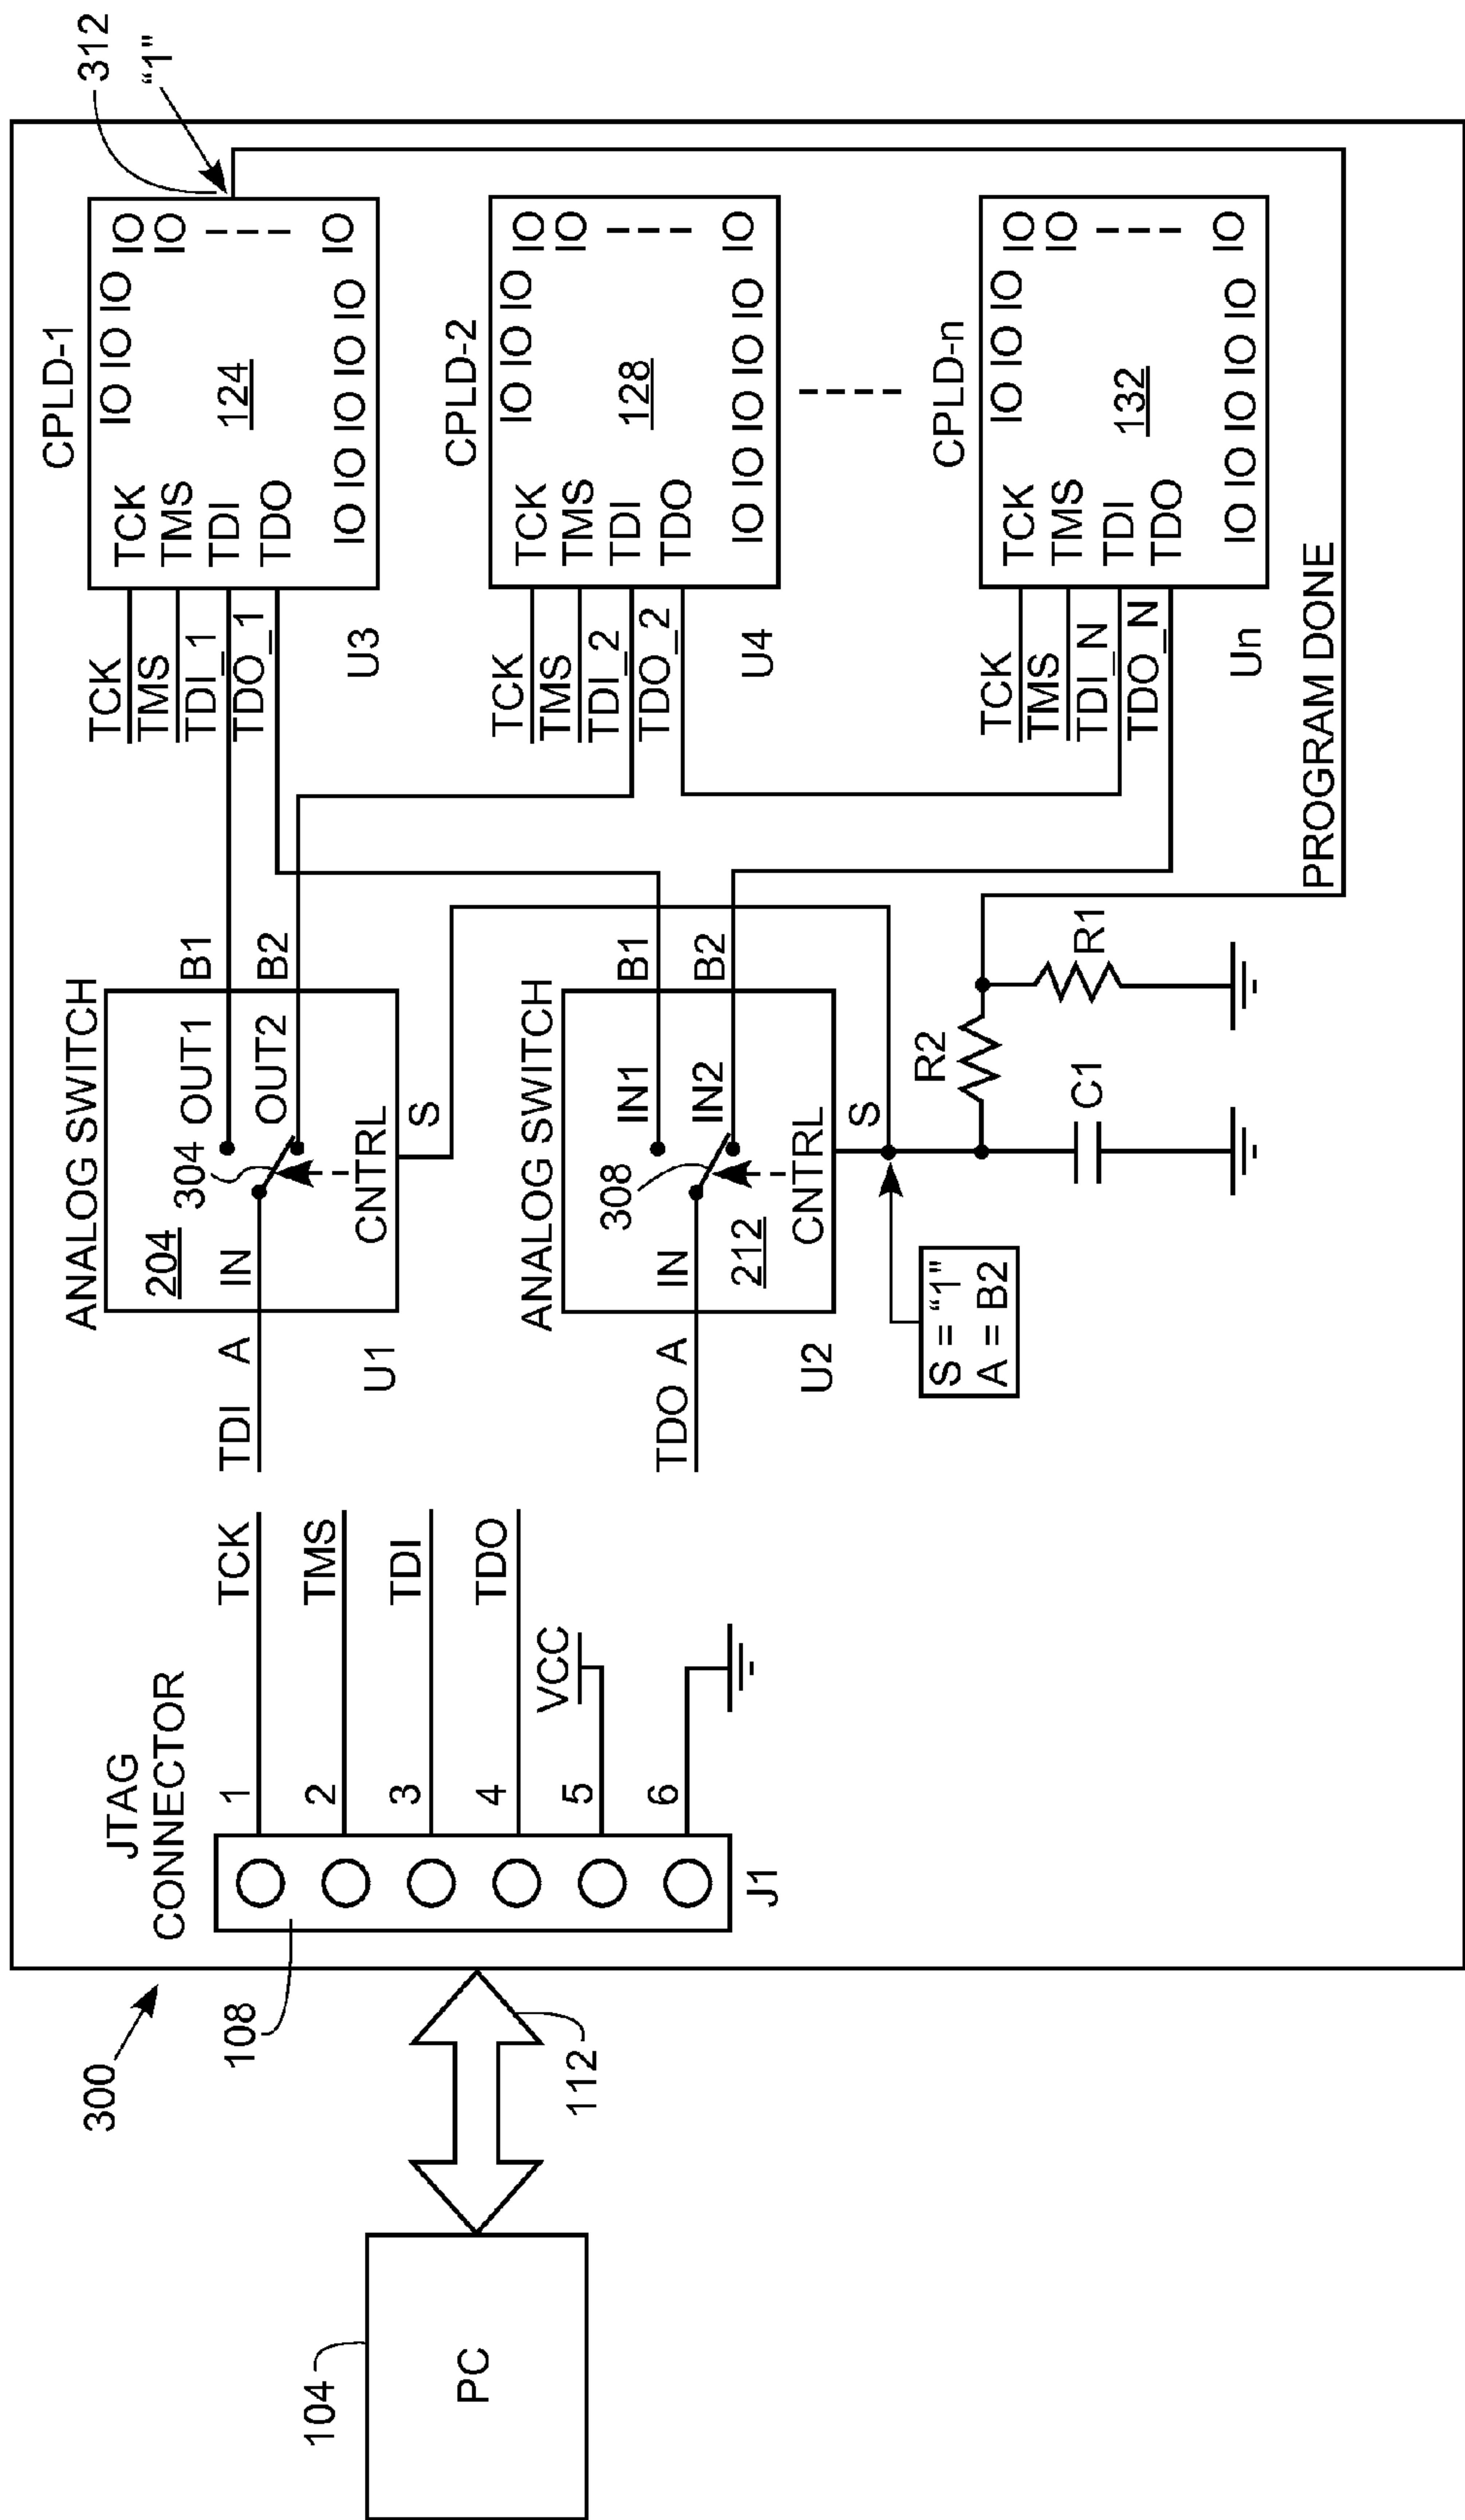 300
104
PC
112
108
JTAG
CONNECTOR
J1
1
2
3
4
5
6
TCK
TMS
TDI
TDO
VCC
ANALOG SWITCH
204
304
TDI
A
IN
OUT1
OUT2
B1
B2
CNTRL
S
U1
ANALOG SWITCH
308
212
TDO
A
IN
IN1
IN2
B1
B2
CNTRL
S
U2
S = "1"
A = B2
R2
R1
C1
PROGRAM DONE
CPLD-1
TCK
TMS
TDI_1
TDO_1
U3
TCK
TMS
TDI
TDO
124
IO IO IO
IO
IO
IO
IO IO IO IO IO
312
"1"
CPLD-2
TCK
TMS
TDI_2
TDO_2
U4
TCK
TMS
TDI
TDO
128
IO IO IO
IO
IO
IO
IO IO IO IO IO
CPLD-n
TCK
TMS
TDI_N
TDO_N
Un
TCK
TMS
TDI
TDO
132
IO IO IO
IO
IO
IO
IO IO IO IO IO